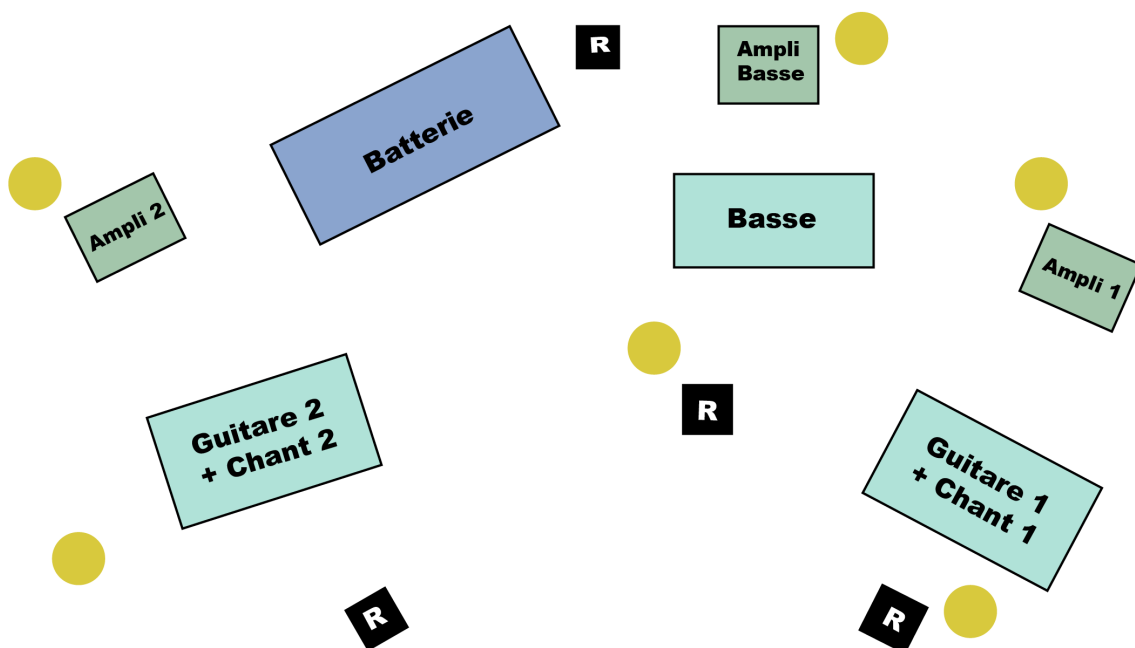 R
Ampli
Basse
Batterie
Ampli 2
Basse
Ampli 1
Guitare 2
+ Chant 2
R
Guitare 1
+ Chant 1
R
R